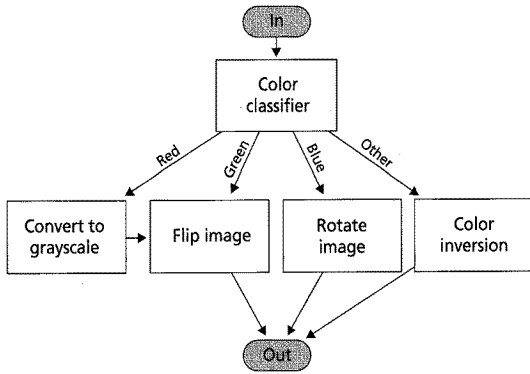 In
Color
classifier
Red
Green
Blue
Other
Convert to
grayscale
Flip image
Rotate
image
Color
inversion
Out